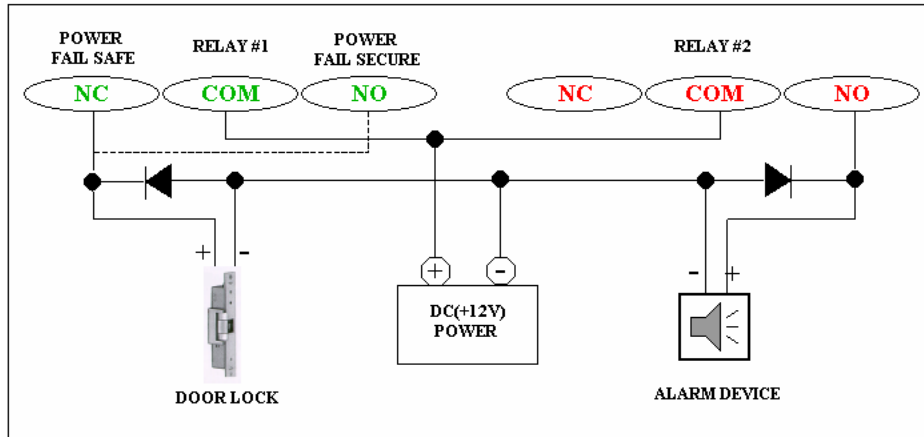 POWER
FAIL SAFE
RELAY #1
POWER
FAIL SECURE
RELAY #2
NC
COM
NO
NC
COM
NO
+
-
+
-
-
+
DC(+12V)
POWER
DOOR LOCK
ALARM DEVICE